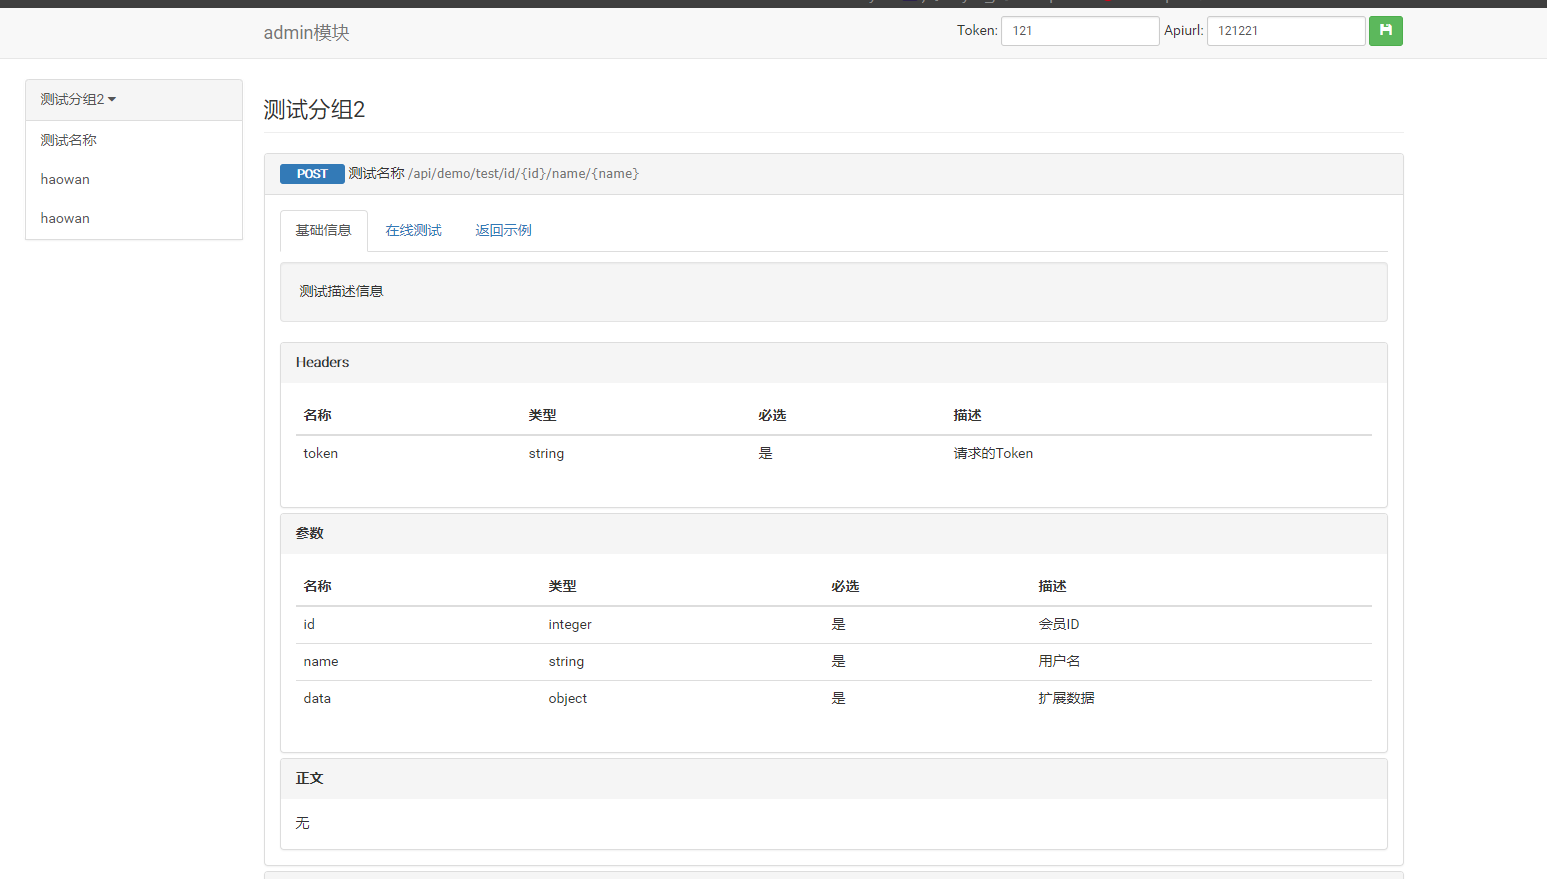 admin模块
Token: 121 Apiurl: 121221
测试分组2
测试名称
haowan
haowan
测试分组2
POST 测试名称 /api/demo/test/id/{id}/name/{name}
基础信息 在线测试 返回示例
测试描述信息
Headers
名称 类型 必选 描述
token string 是 请求的Token
参数
名称 类型 必选 描述
id integer 是 会员ID
name string 是 用户名
data object 是 扩展数据
正文
无